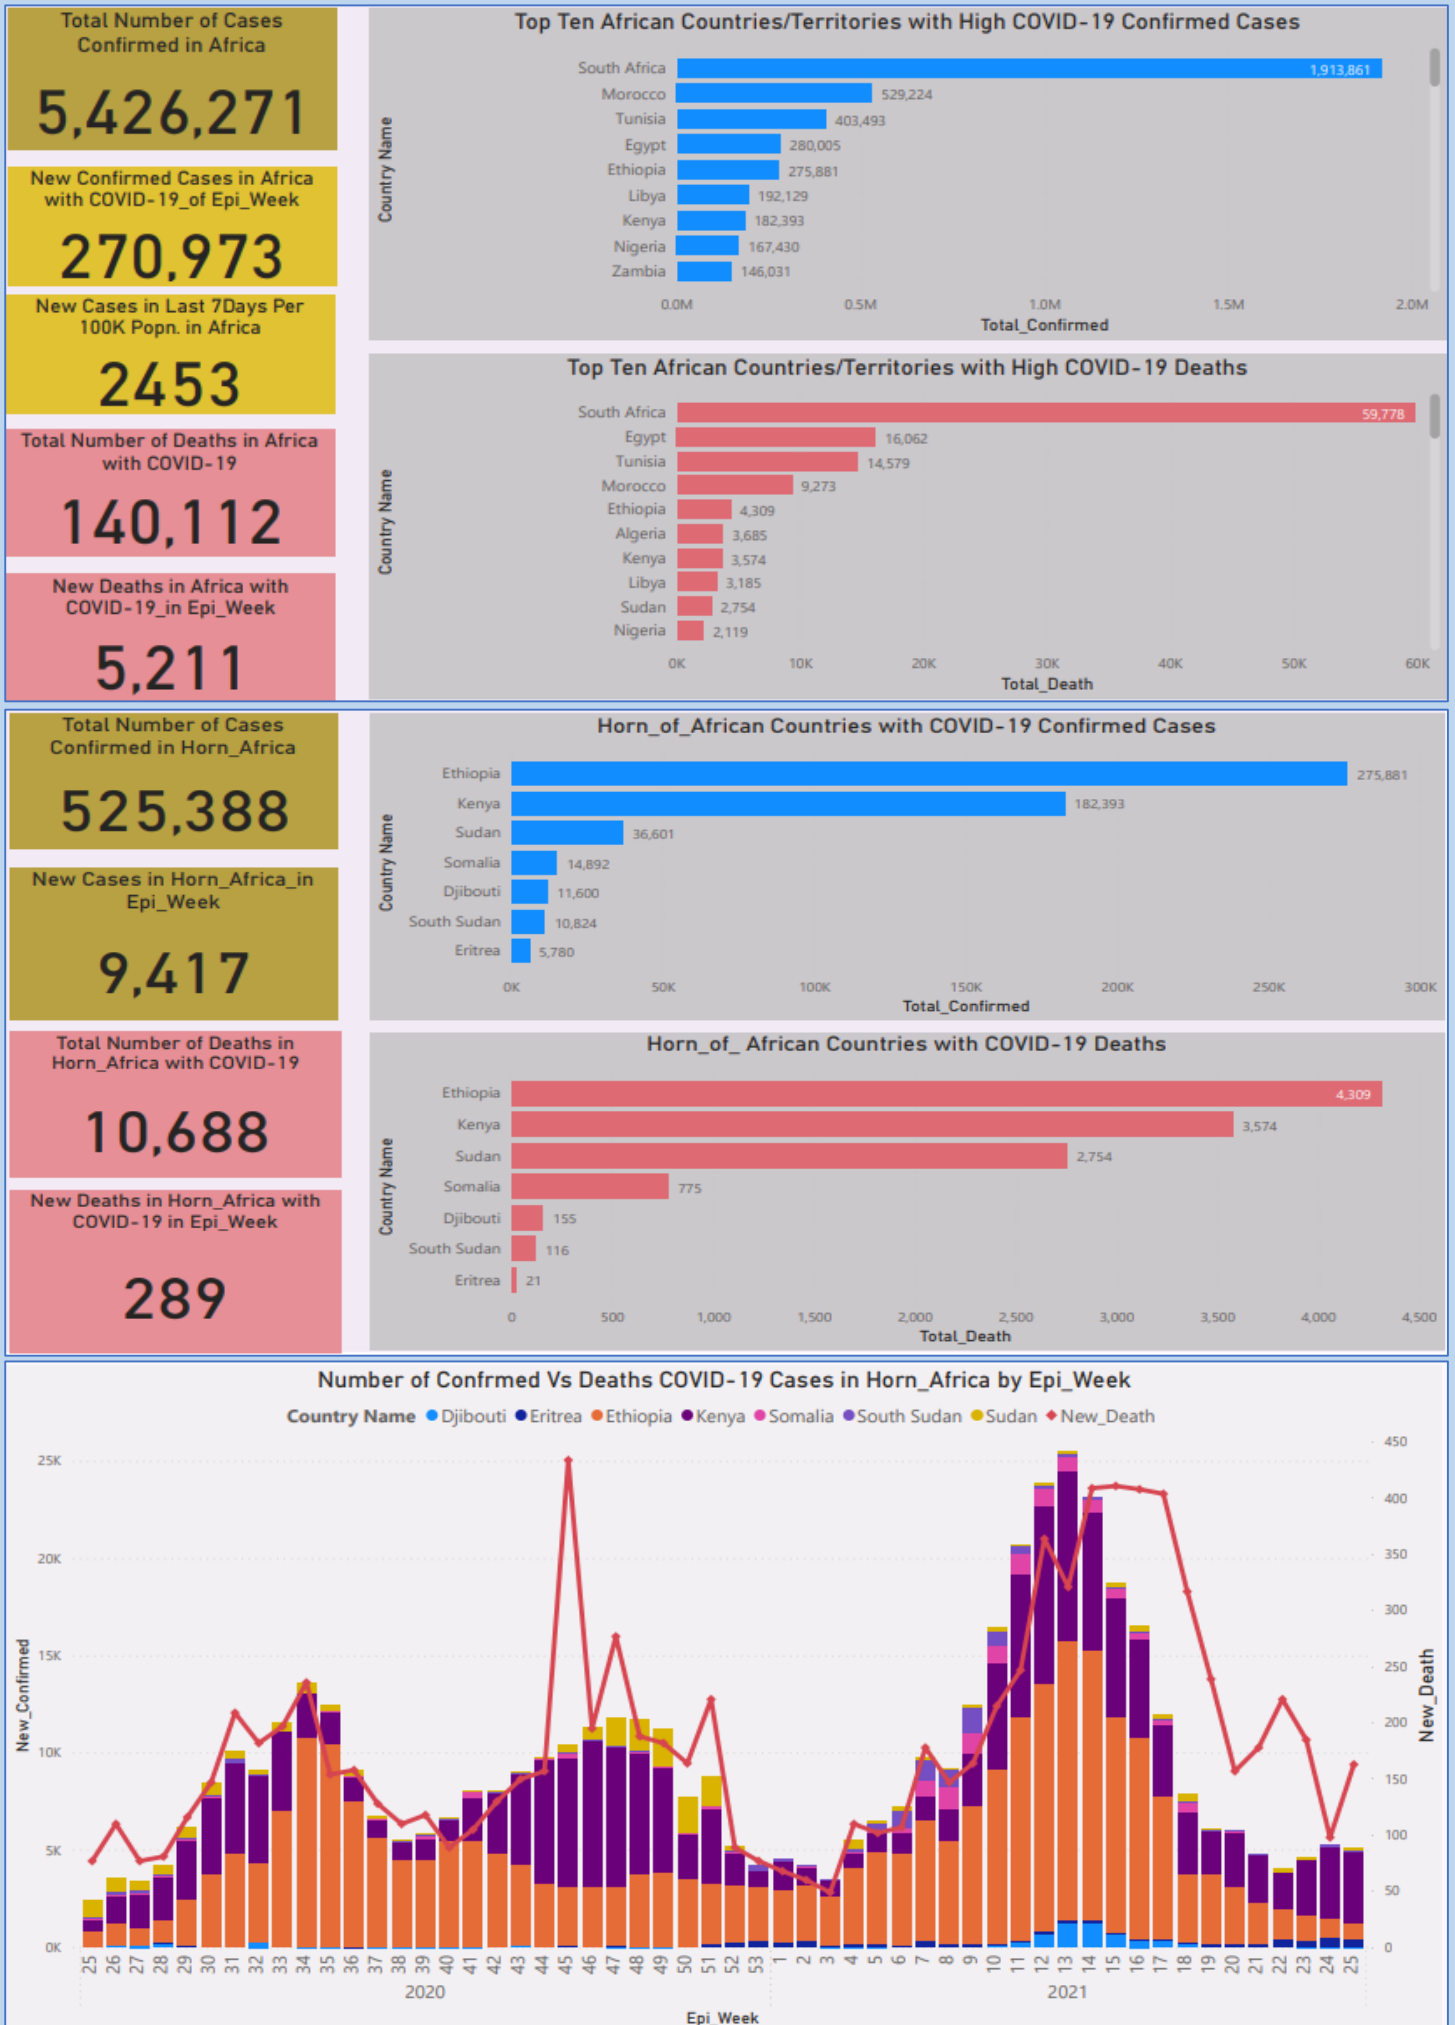 Total Number of Cases
Confirmed in Africa
5,426,271
New Confirmed Cases in Africa
with COVID-19_of Epi_Week
270,973
New Cases in Last 7Days Per
100K Popn. in Africa
2453
Total Number of Deaths in Africa
with COVID-19
140,112
New Deaths in Africa with
COVID-19_in Epi_Week
5,211
Top Ten African Countries/Territories with High COVID-19 Confirmed Cases
Country Name
South Africa 1,913,861
Morocco 529,224
Tunisia 403,493
Egypt 280,005
Ethiopia 275,881
Libya 192,129
Kenya 182,393
Nigeria 167,430
Zambia 146,031
0.0M 0.5M 1.0M 1.5M 2.0M
Total_Confirmed
Top Ten African Countries/Territories with High COVID-19 Deaths
Country Name
South Africa 59,778
Egypt 16,062
Tunisia 14,579
Morocco 9,273
Ethiopia 4,309
Algeria 3,685
Kenya 3,574
Libya 3,185
Sudan 2,754
Nigeria 2,119
0K 10K 20K 30K 40K 50K 60K
Total_Death
Total Number of Cases
Confirmed in Horn_Africa
525,388
New Cases in Horn_Africa_in
Epi_Week
9,417
Total Number of Deaths in
Horn_Africa with COVID-19
10,688
New Deaths in Horn_Africa with
COVID-19 in Epi_Week
289
Horn_of_African Countries with COVID-19 Confirmed Cases
Country Name
Ethiopia 275,881
Kenya 182,393
Sudan 36,601
Somalia 14,892
Djibouti 11,600
South Sudan 10,824
Eritrea 5,780
0K 50K 100K 150K 200K 250K 300K
Total_Confirmed
Horn_of_ African Countries with COVID-19 Deaths
Country Name
Ethiopia 4,309
Kenya 3,574
Sudan 2,754
Somalia 775
Djibouti 155
South Sudan 116
Eritrea 21
0 500 1,000 1,500 2,000 2,500 3,000 3,500 4,000 4,500
Total_Death
Number of Confrmed Vs Deaths COVID-19 Cases in Horn_Africa by Epi_Week
Country Name Djibouti Eritrea Ethiopia Kenya Somalia South Sudan Sudan New_Death
New_Confirmed
25K
20K
15K
10K
5K
0K
450
400
350
300
250
200
150
100
50
0
New_Death
25 26 27 28 29 30 31 32 33 34 35 36 37 38 39 40 41 42 43 44 45 46 47 48 49 50 51 52 53 1 2 3 4 5 6 7 8 9 10 11 12 13 14 15 16 17 18 19 20 21 22 23 24 25
2020 2021
Epi_Week